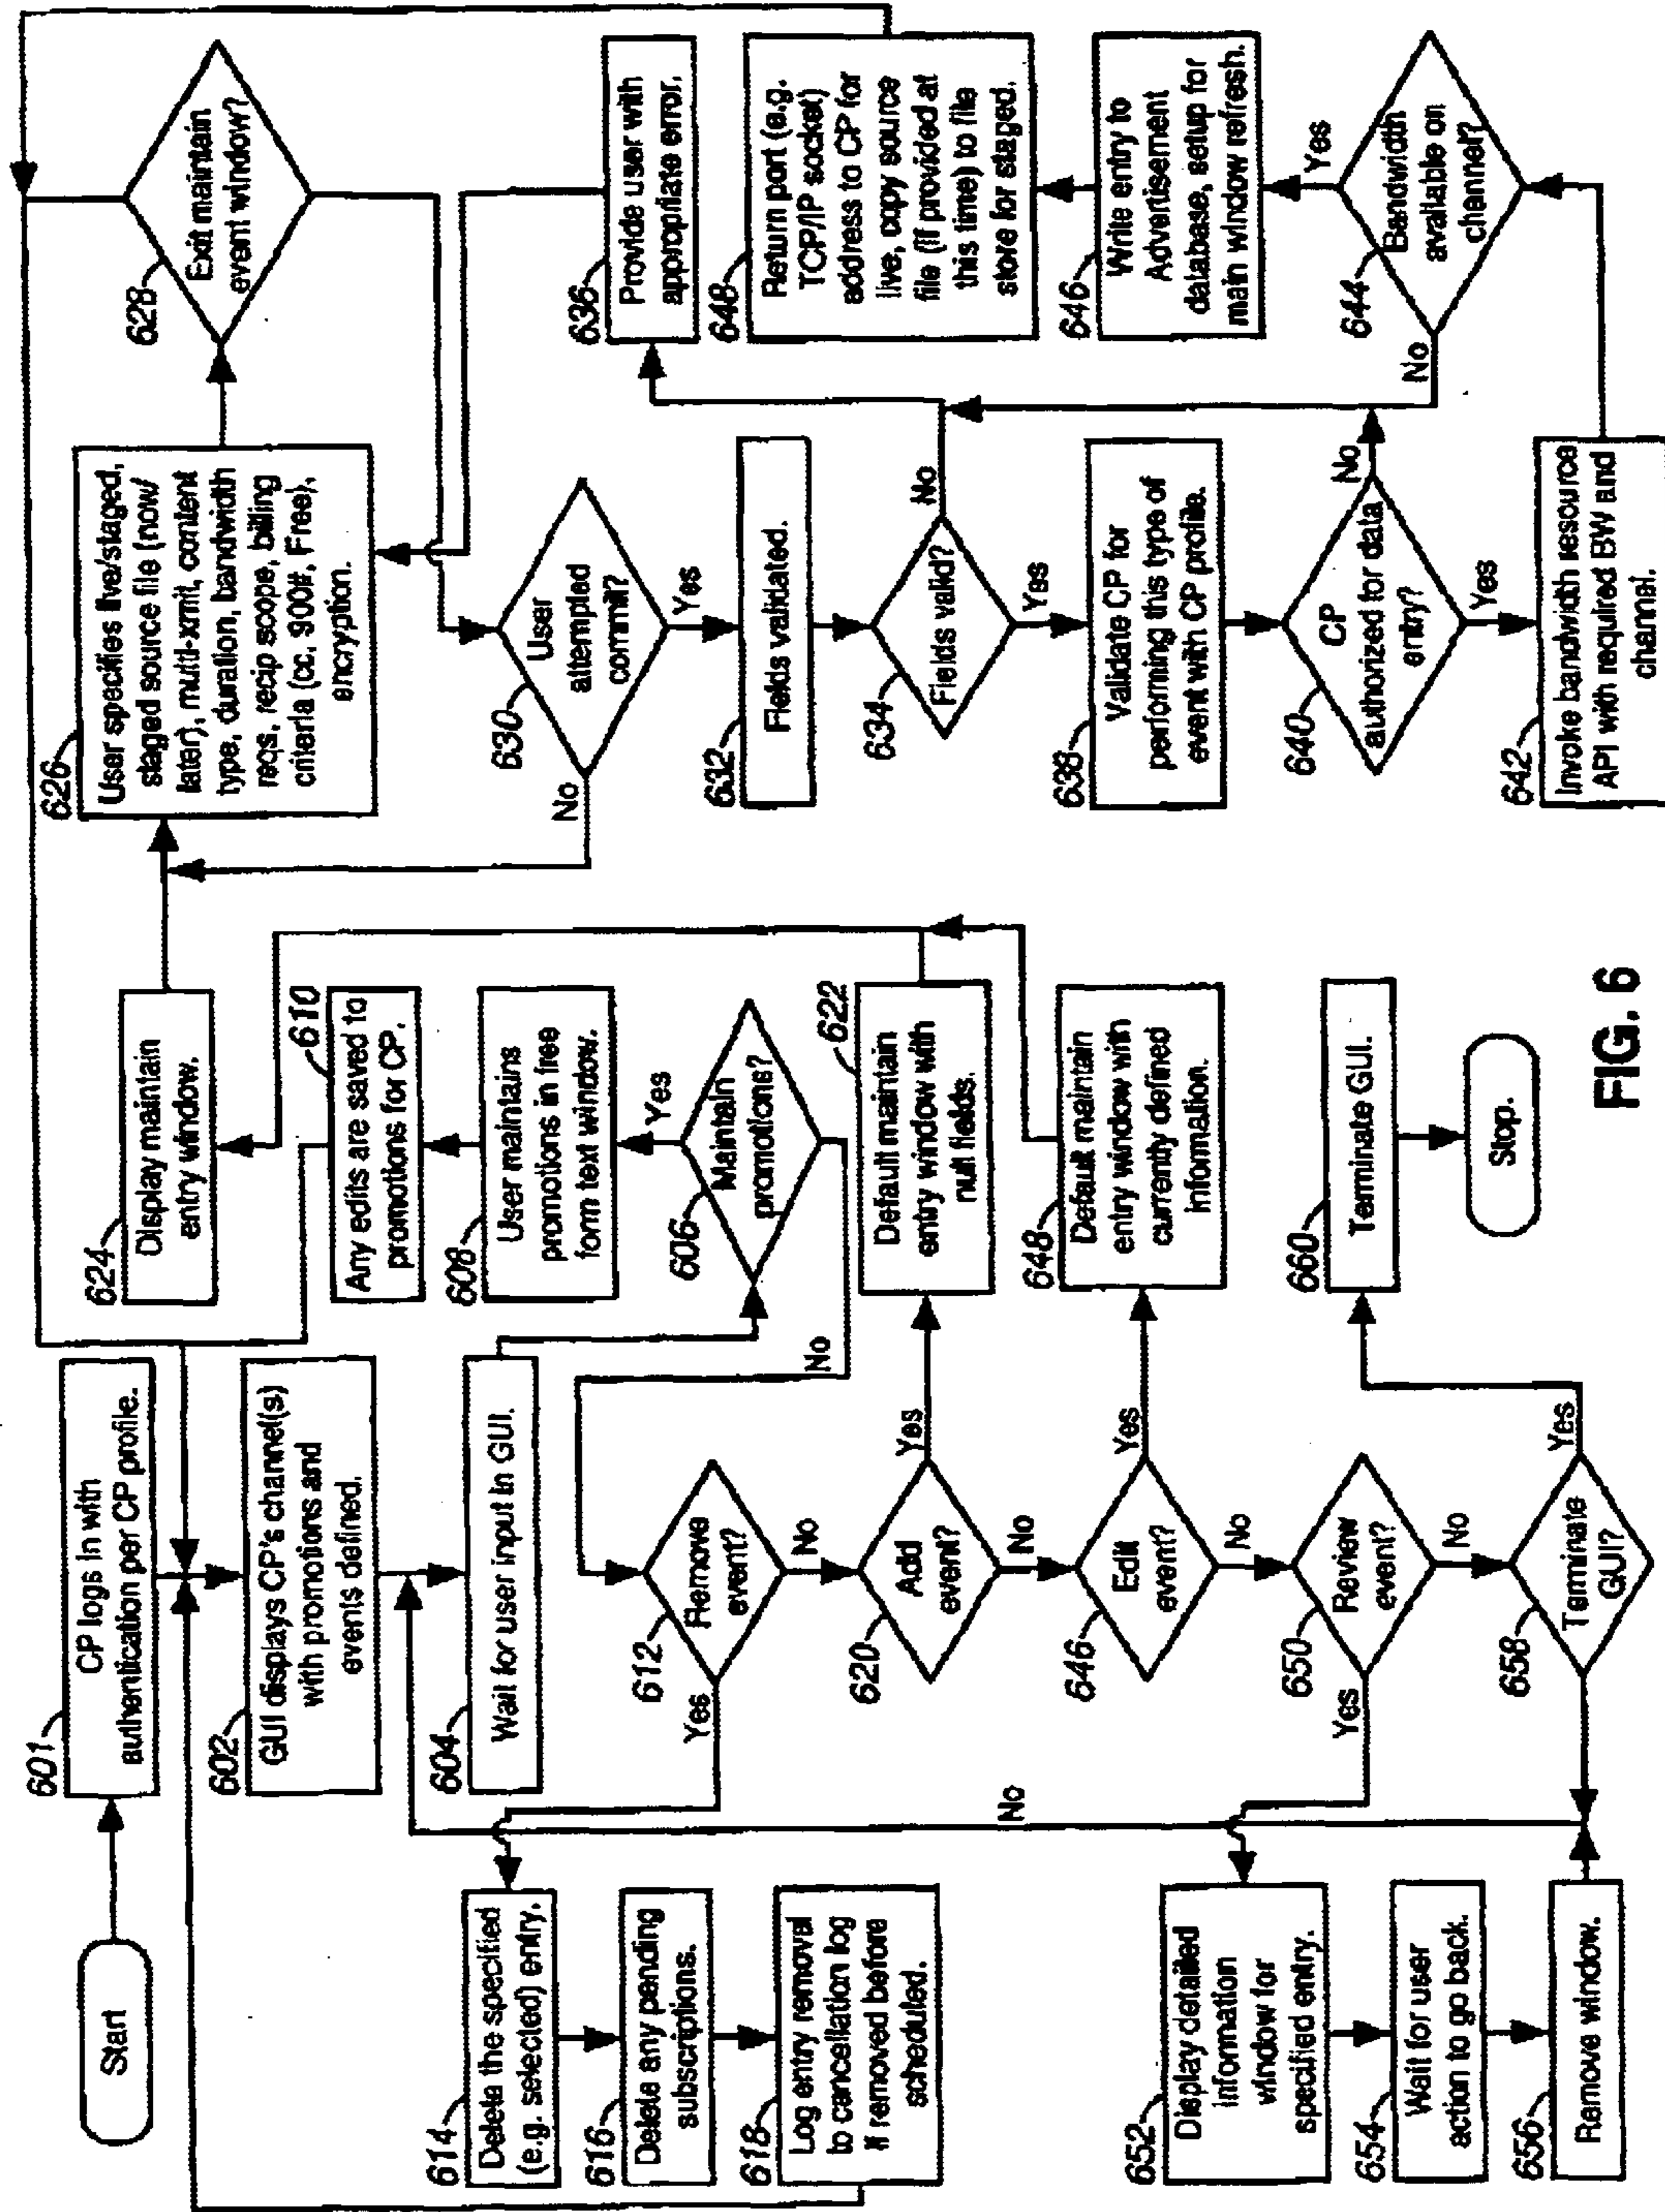 Start
601
CP logs in with
authentication per CP profile.
602
GUI displays CP's channel(s)
with promotions and
events defined.
604
Wait for user input in GUI.
606
Maintain
promotions?
Yes
No
608
User maintains
promotions in free
form text window.
610
Any edits are saved to
promotions for CP.
612
Remove
event?
Yes
No
614
Delete the specified
(e.g. selected) entry.
616
Delete any pending
subscriptions.
618
Log entry removal
to cancellation log
if removed before
scheduled.
620
Add
event?
Yes
No
622
Default maintain
entry window with
null fields.
646
Edit
event?
Yes
No
648
Default maintain
entry window with
currently defined
information.
650
Review
event?
Yes
No
652
Display detailed
information
window for
specified entry.
654
Wait for user
action to go back.
656
Remove window.
658
Terminate
GUI?
Yes
No
660
Terminate GUI.
Stop.
624
Display maintain
entry window.
626
User specifies live/staged,
staged source file (now/
later), multi-xmit, content
type, duration, bandwidth
reqs, recip scope, billing
criteria (cc, 900#, Free),
encryption.
628
Exit maintain
event window?
630
User
attempted
commit?
No
Yes
632
Fields validated.
634
Fields valid?
No
Yes
636
Provide user with
appropriate error.
638
Validate CP for
performing this type of
event with CP profile.
640
CP
authorized for data
entry?
No
Yes
642
Invoke bandwidth resource
API with required BW and
channel.
644
Bandwidth
available on
channel?
No
Yes
646
Write entry to
Advertisement
database, setup for
main window refresh.
648
Return port (e.g.
TCP/IP socket)
address to CP for
live, copy source
file (if provided at
this time) to file
store for staged.
FIG. 6